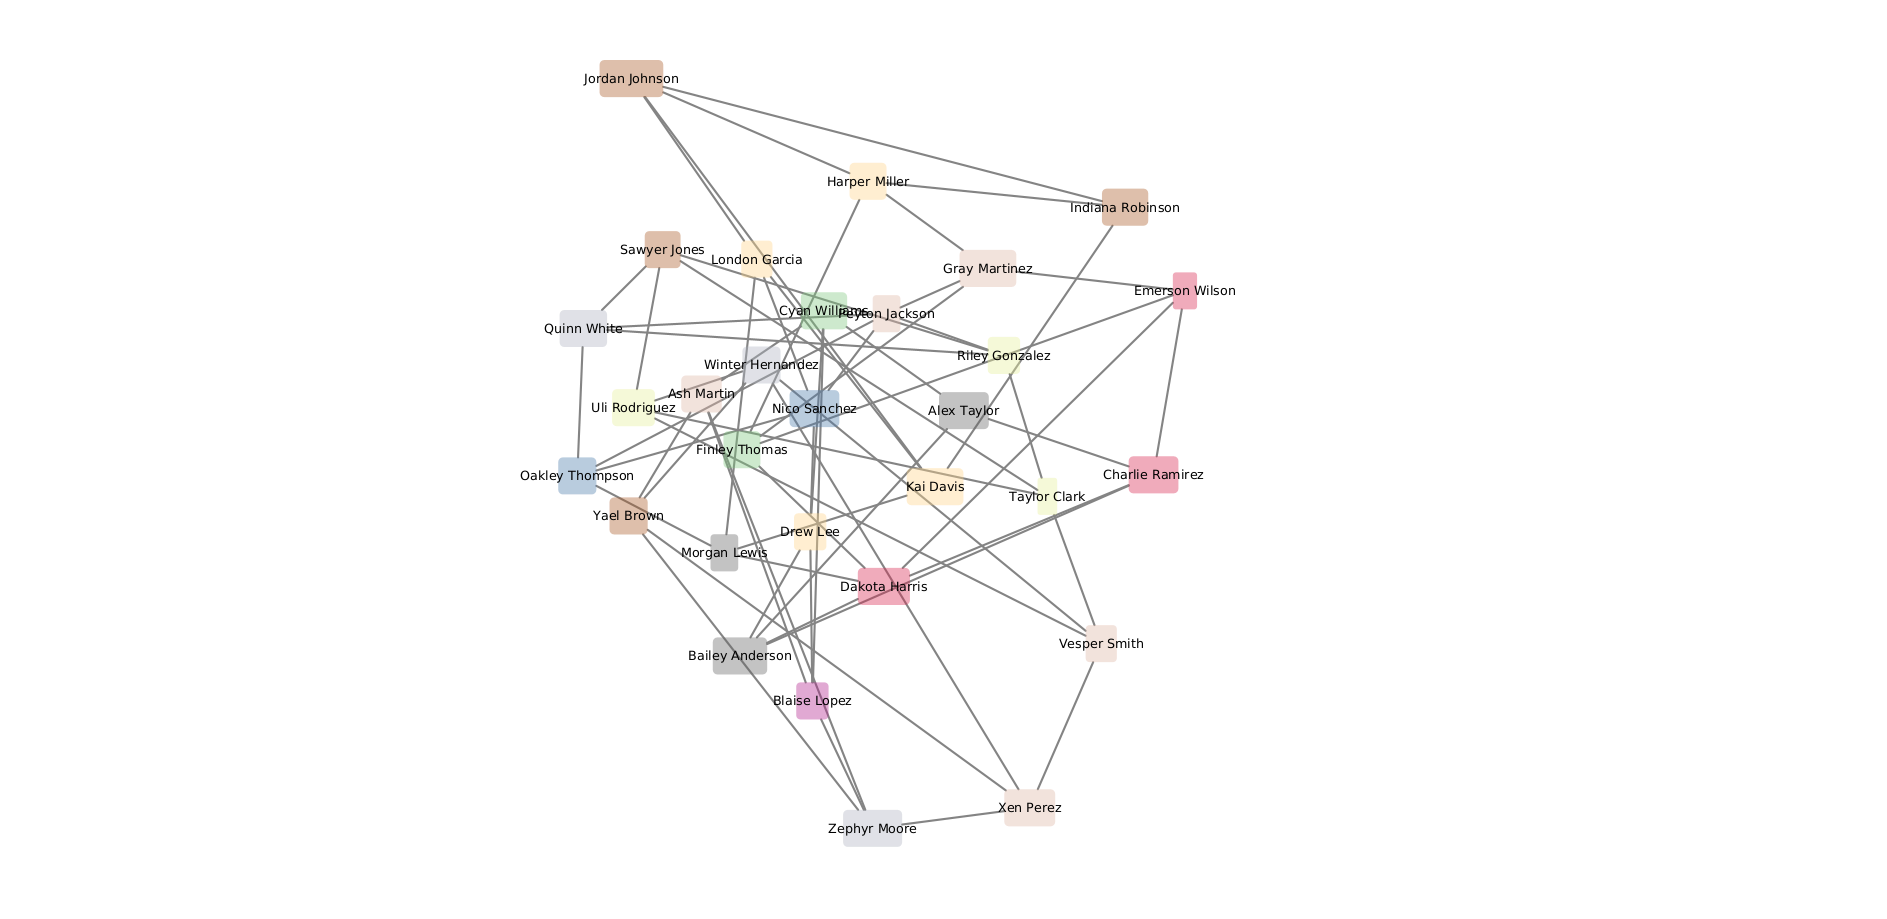 Jordan Johnson
Harper Miller
Indiana Robinson
Sawyer Jones
London Garcia
Gray Martinez
Emerson Wilson
Cyan Williams
Peyton Jackson
Quinn White
Riley Gonzalez
Winter Hernandez
Ash Martin
Uli Rodriguez
Nico Sanchez
Alex Taylor
Finley Thomas
Oakley Thompson
Charlie Ramirez
Kai Davis
Taylor Clark
Yael Brown
Drew Lee
Morgan Lewis
Dakota Harris
Vesper Smith
Bailey Anderson
Blaise Lopez
Xen Perez
Zephyr Moore